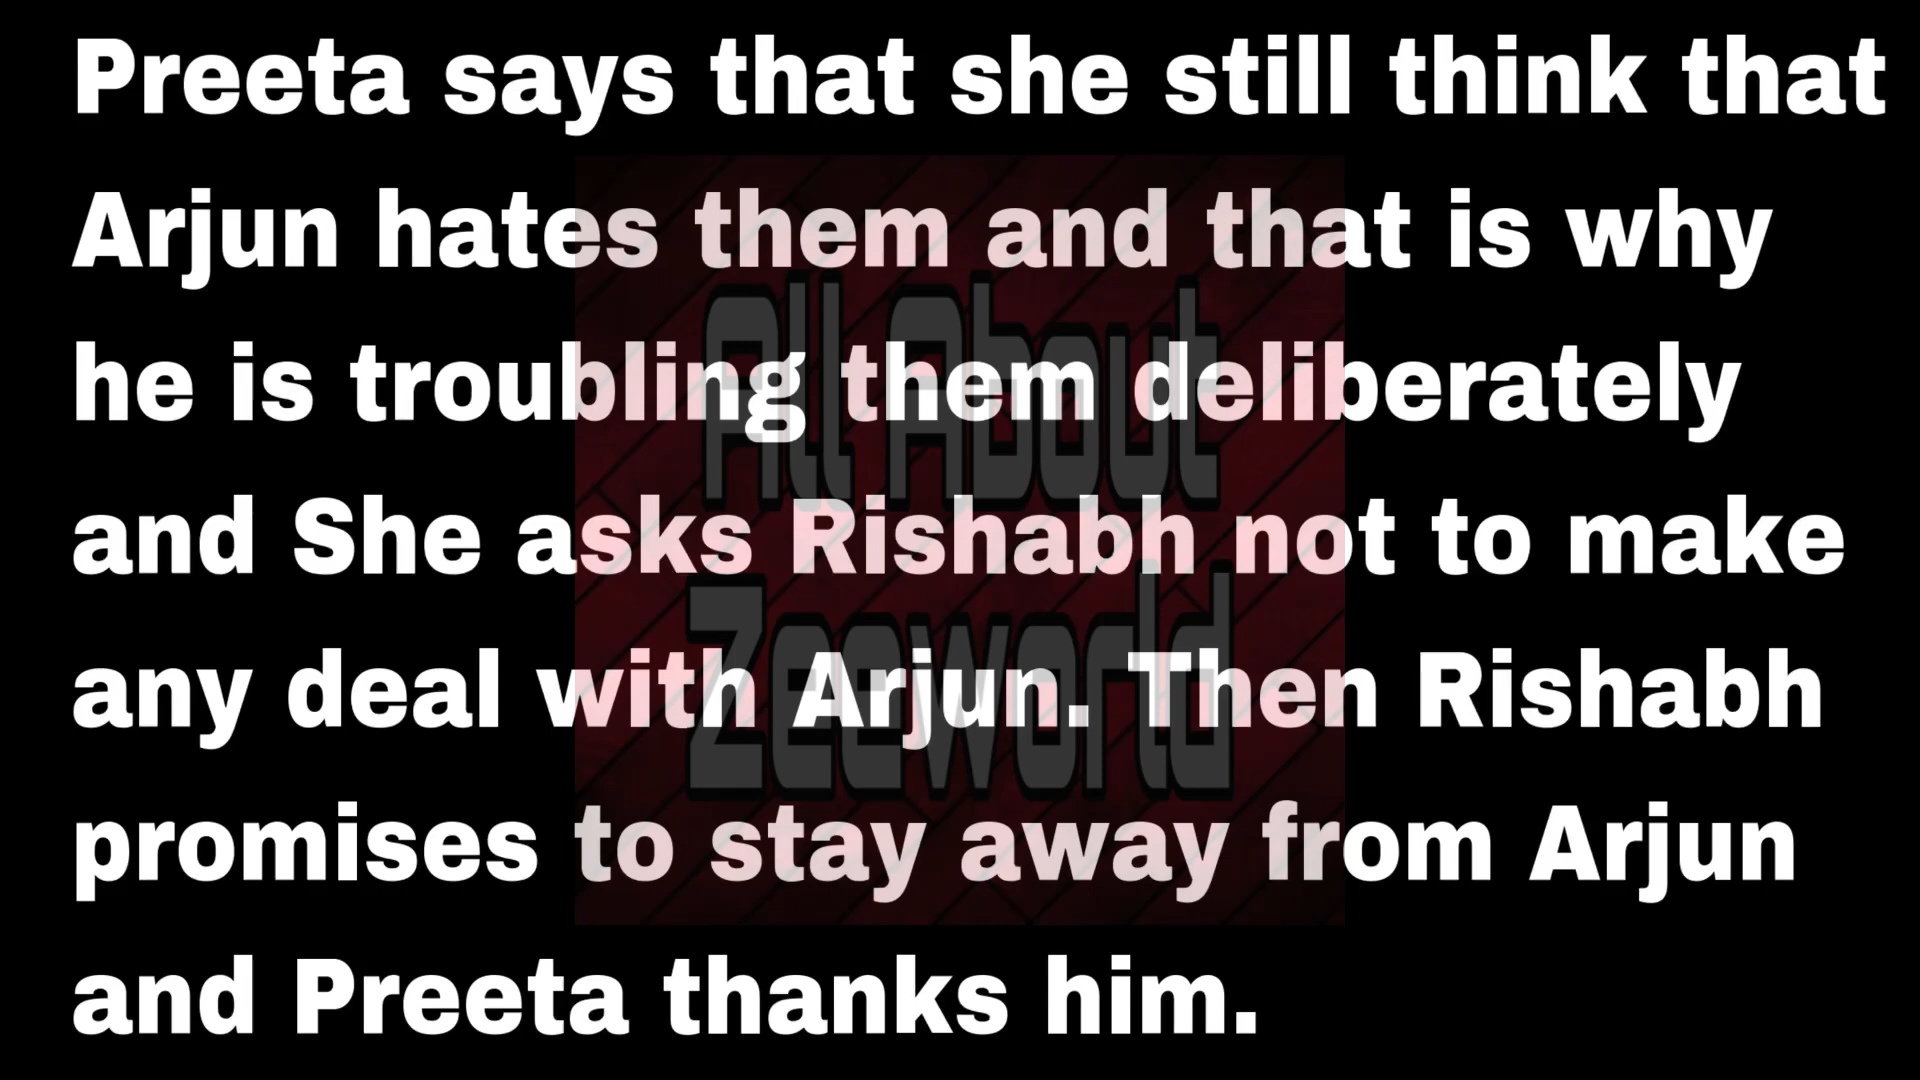 Preeta says that she still think that
Arjun hates them and that is why
he is troubling them deliberately
and She asks Rishabh not to make
any deal with Arjun. Then Rishabh
promises to stay away from Arjun
and Preeta thanks him.
All About
Zeeworld